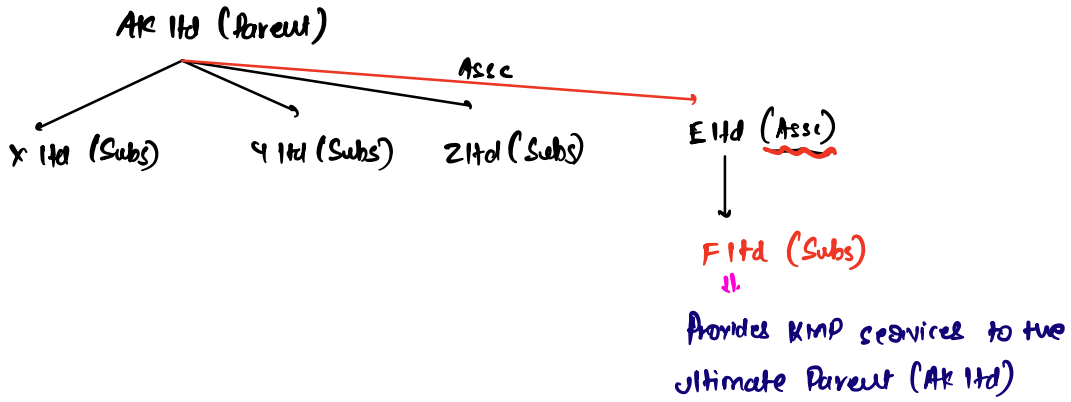 AK ltd (Parent)
Assc
X ltd (Subs) Y ltd (Subs) Z ltd (Subs) E ltd (Assc)
F ltd (Subs)
Provides KMP services to the
ultimate Parent (AK ltd)